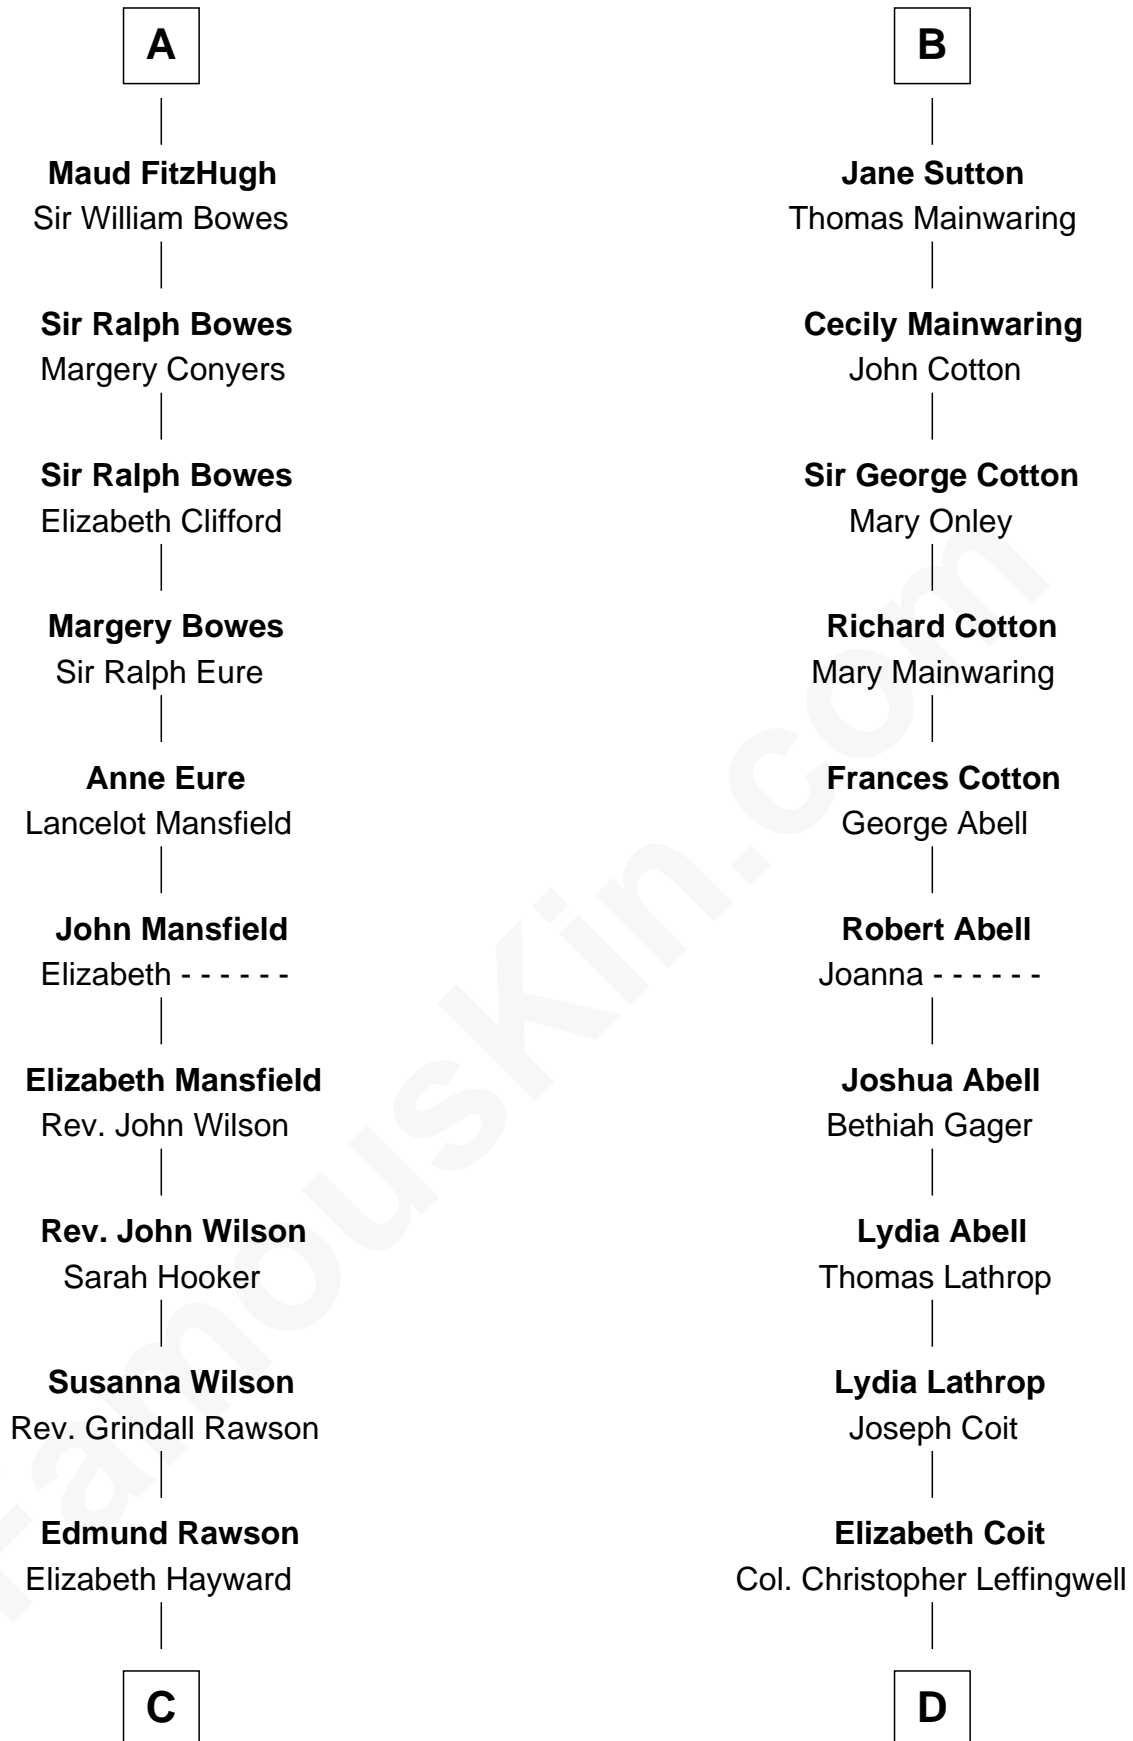 A
Maud FitzHugh
Sir William Bowes
Sir Ralph Bowes
Margery Conyers
Sir Ralph Bowes
Elizabeth Clifford
Margery Bowes
Sir Ralph Eure
Anne Eure
Lancelot Mansfield
John Mansfield
Elizabeth - - - - - -
Elizabeth Mansfield
Rev. John Wilson
Rev. John Wilson
Sarah Hooker
Susanna Wilson
Rev. Grindall Rawson
Edmund Rawson
Elizabeth Hayward
C
B
Jane Sutton
Thomas Mainwaring
Cecily Mainwaring
John Cotton
Sir George Cotton
Mary Onley
Richard Cotton
Mary Mainwaring
Frances Cotton
George Abell
Robert Abell
Joanna - - - - - -
Joshua Abell
Bethiah Gager
Lydia Abell
Thomas Lathrop
Lydia Lathrop
Joseph Coit
Elizabeth Coit
Col. Christopher Leffingwell
D
FamousKin.com